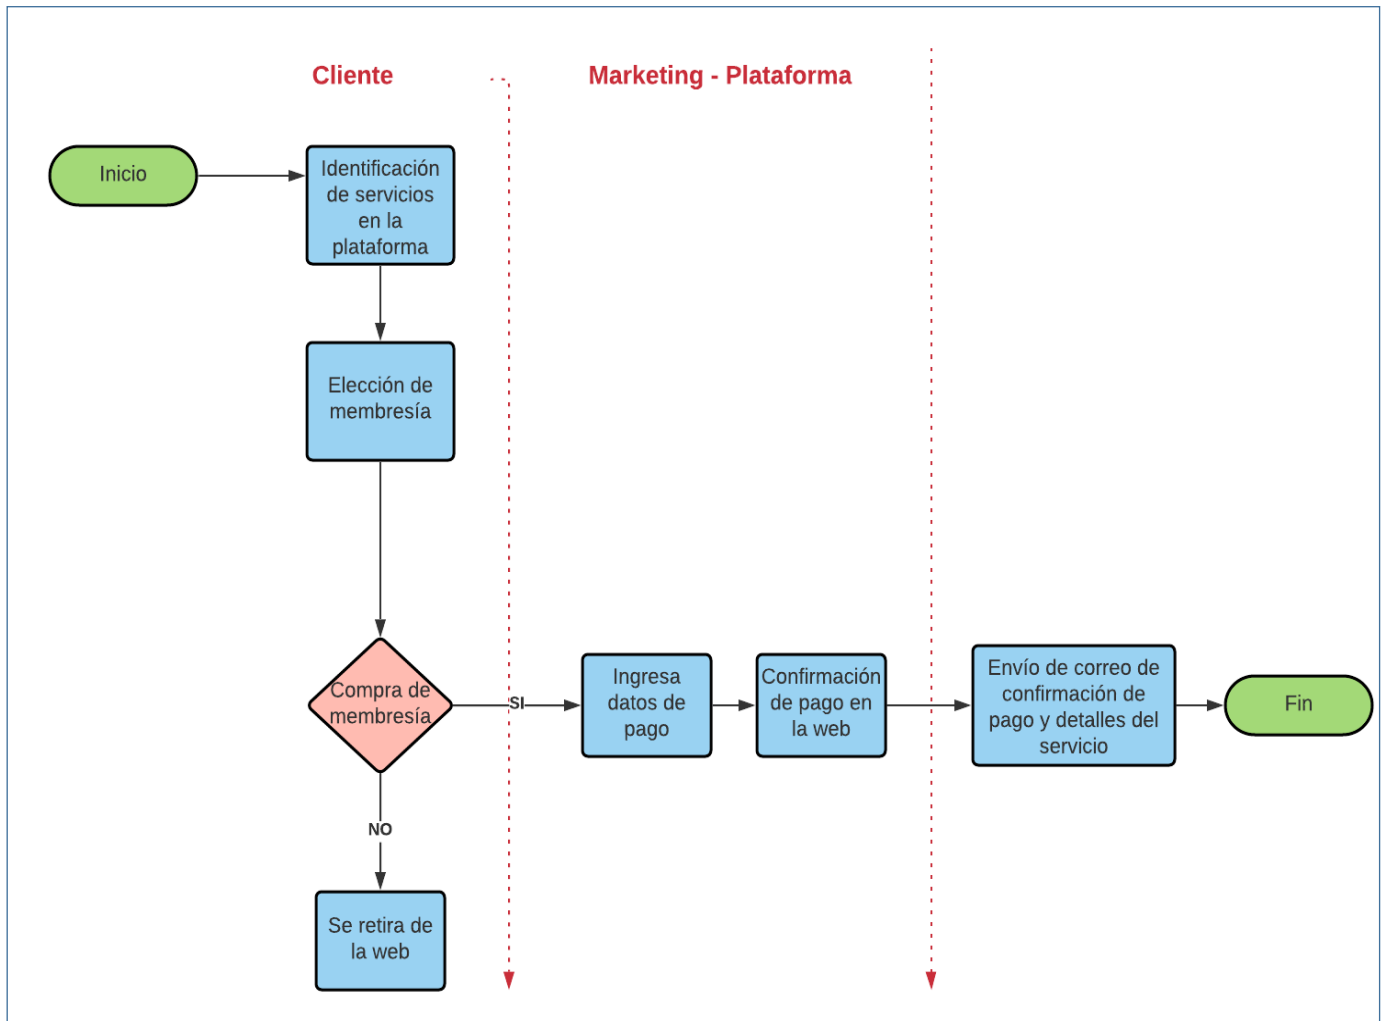 Cliente
Marketing - Plataforma
Inicio
Identificación
de servicios
en la
plataforma
Elección de
membresía
Compra de
membresía
SI
Ingresa
datos de
pago
Confirmación
de pago en
la web
Envío de correo de
confirmación de
pago y detalles del
servicio
Fin
NO
Se retira de
la web